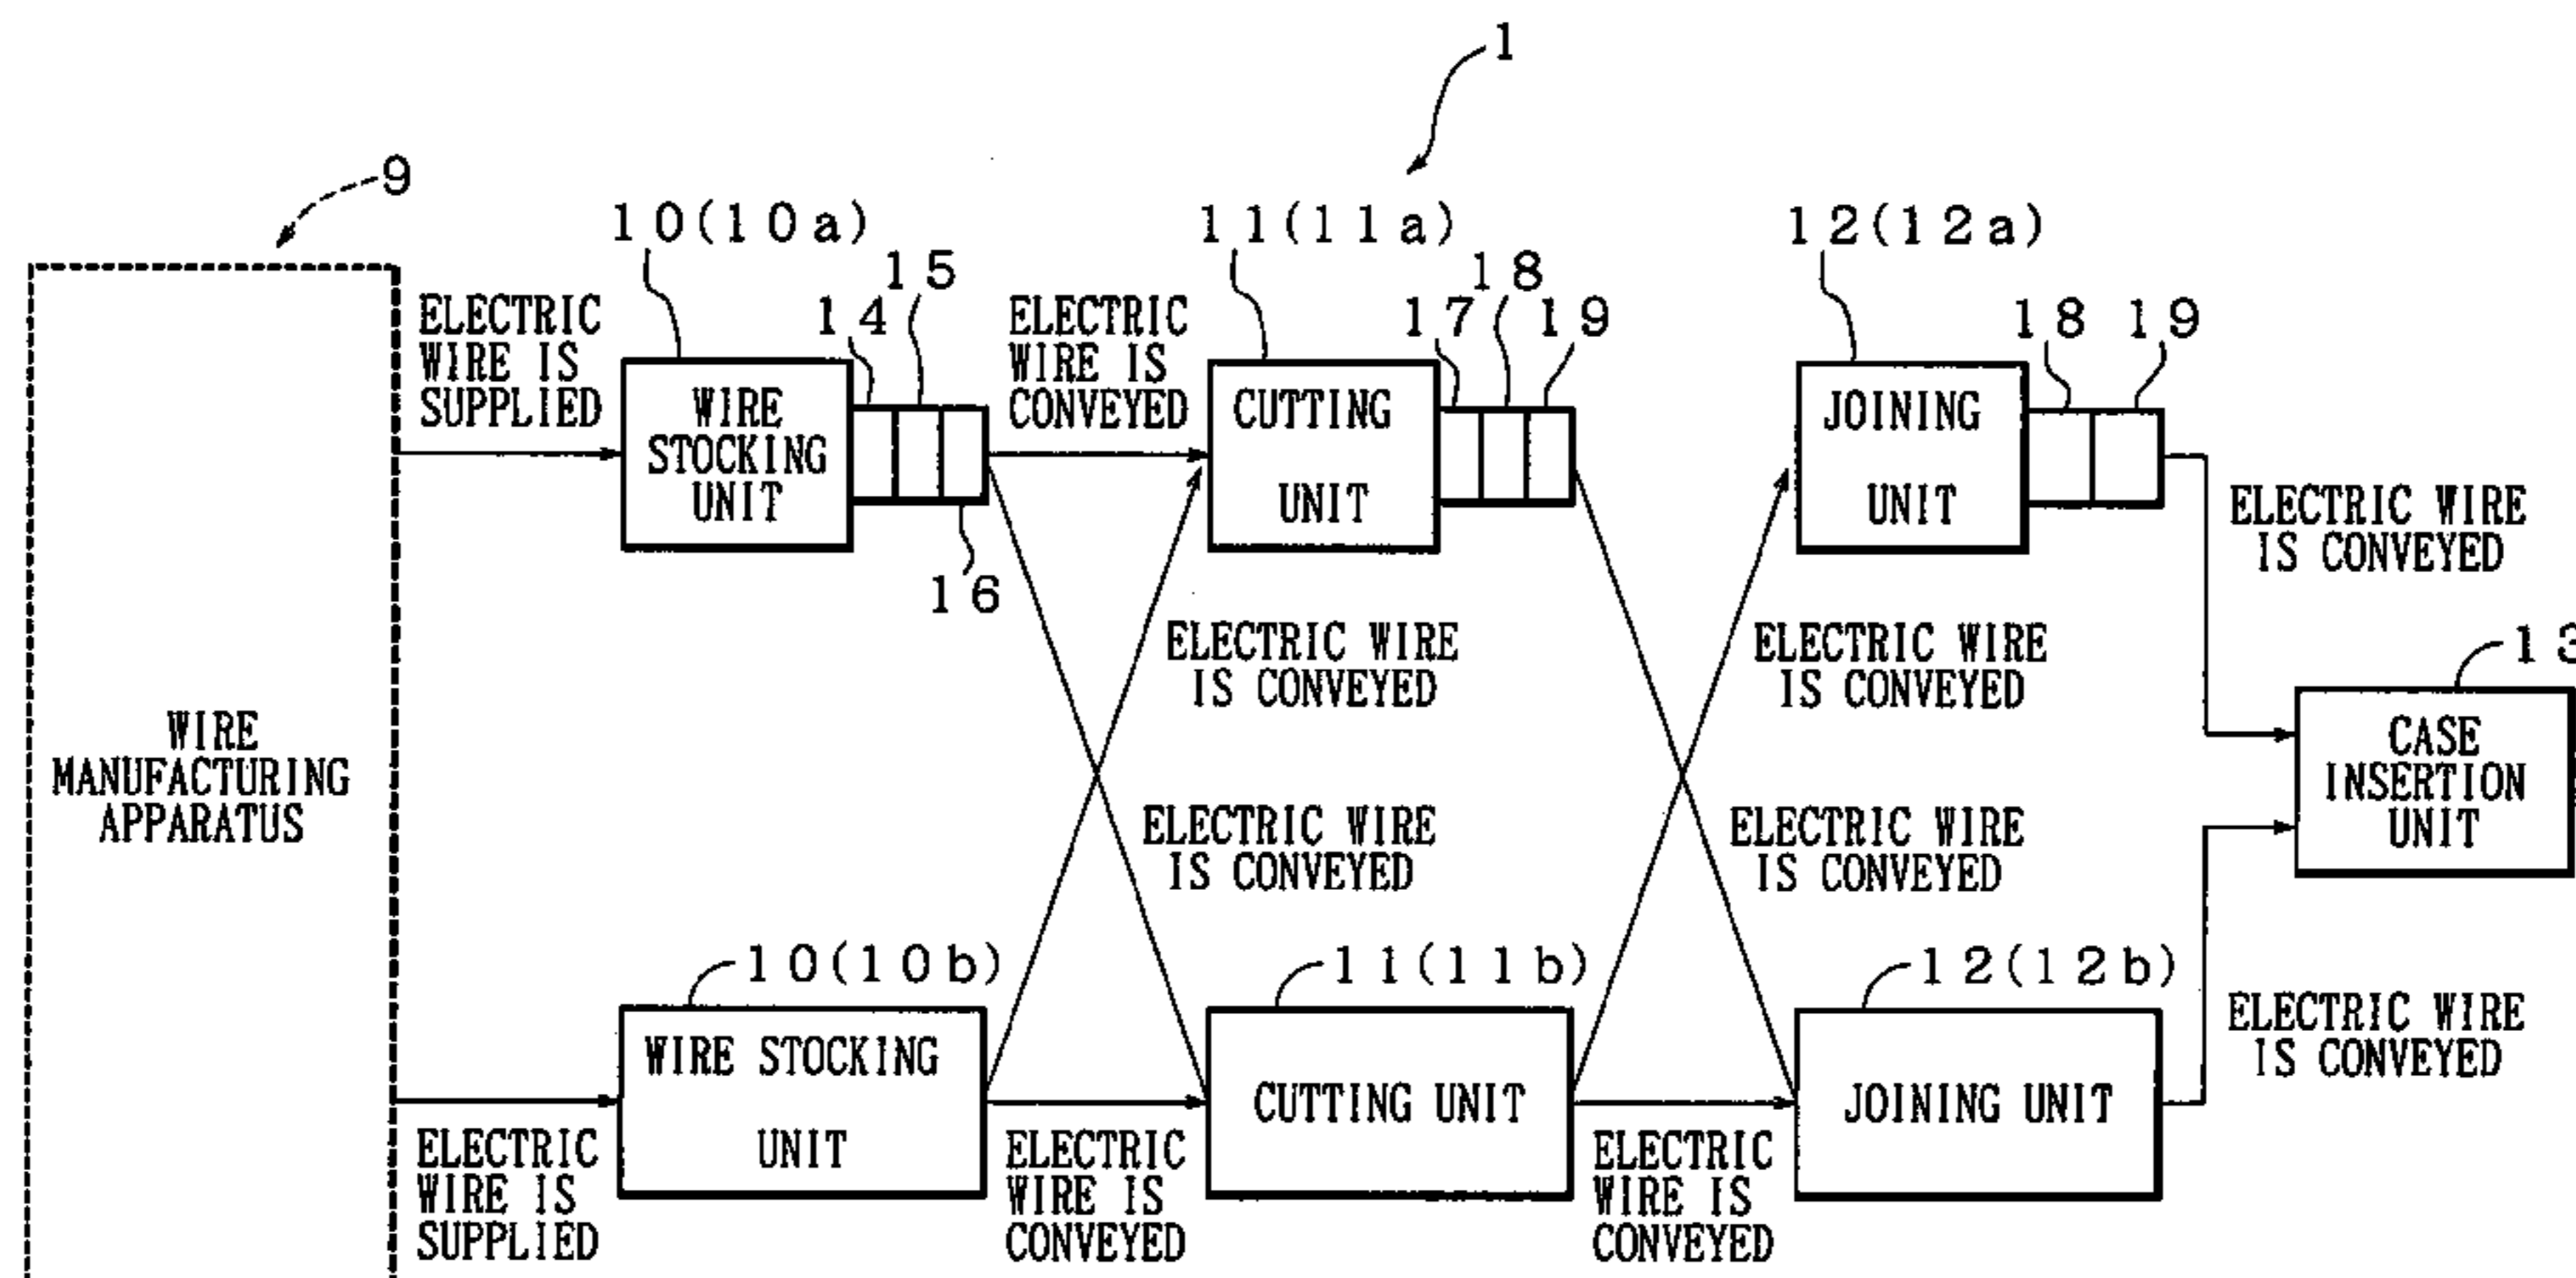 1
9
10(10a)
11(11a)
12(12a)
14
15
17
18
19
18
19
ELECTRIC
WIRE IS
SUPPLIED
WIRE
STOCKING
UNIT
16
ELECTRIC
WIRE IS
CONVEYED
CUTTING
UNIT
JOINING
UNIT
ELECTRIC WIRE
IS CONVEYED
ELECTRIC WIRE
IS CONVEYED
ELECTRIC WIRE
IS CONVEYED
13
WIRE
MANUFACTURING
APPARATUS
CASE
INSERTION
UNIT
ELECTRIC WIRE
IS CONVEYED
ELECTRIC WIRE
IS CONVEYED
10(10b)
11(11b)
12(12b)
WIRE STOCKING
UNIT
CUTTING UNIT
JOINING UNIT
ELECTRIC WIRE
IS CONVEYED
ELECTRIC
WIRE IS
SUPPLIED
ELECTRIC
WIRE IS
CONVEYED
ELECTRIC
WIRE IS
CONVEYED